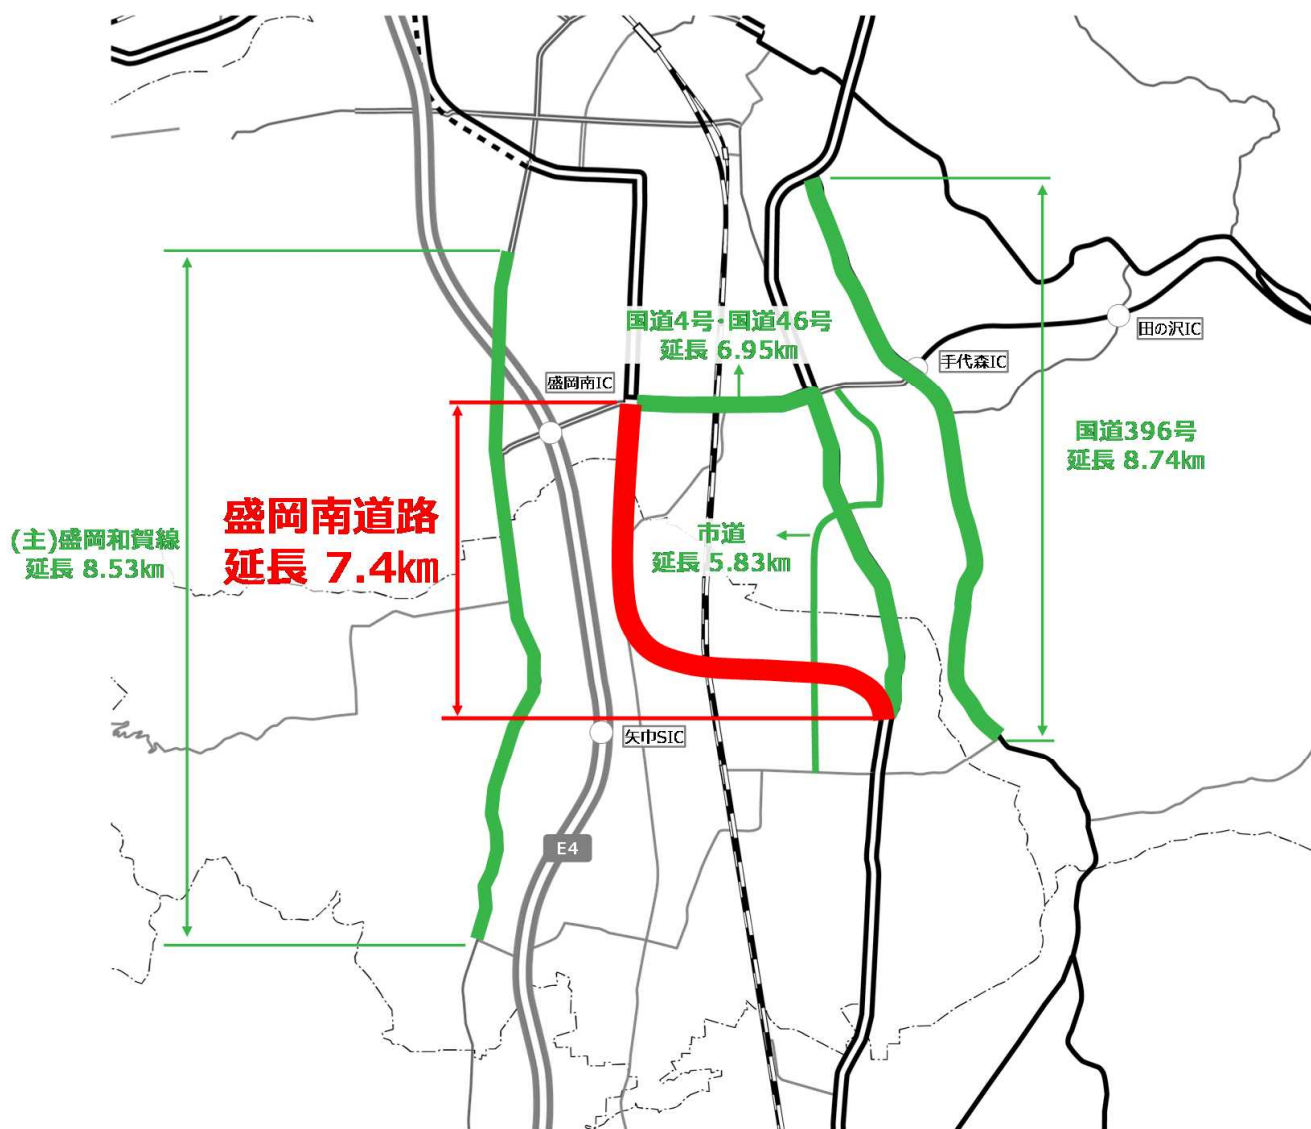 国道4号・国道46号
延長 6.95㎞
田の沢IC
手代森IC
盛岡南IC
国道396号
延長 8.74㎞
盛岡南道路
延長 7.4㎞
(主)盛岡和賀線
延長 8.53㎞
市道
延長 5.83㎞
矢巾SIC
E4